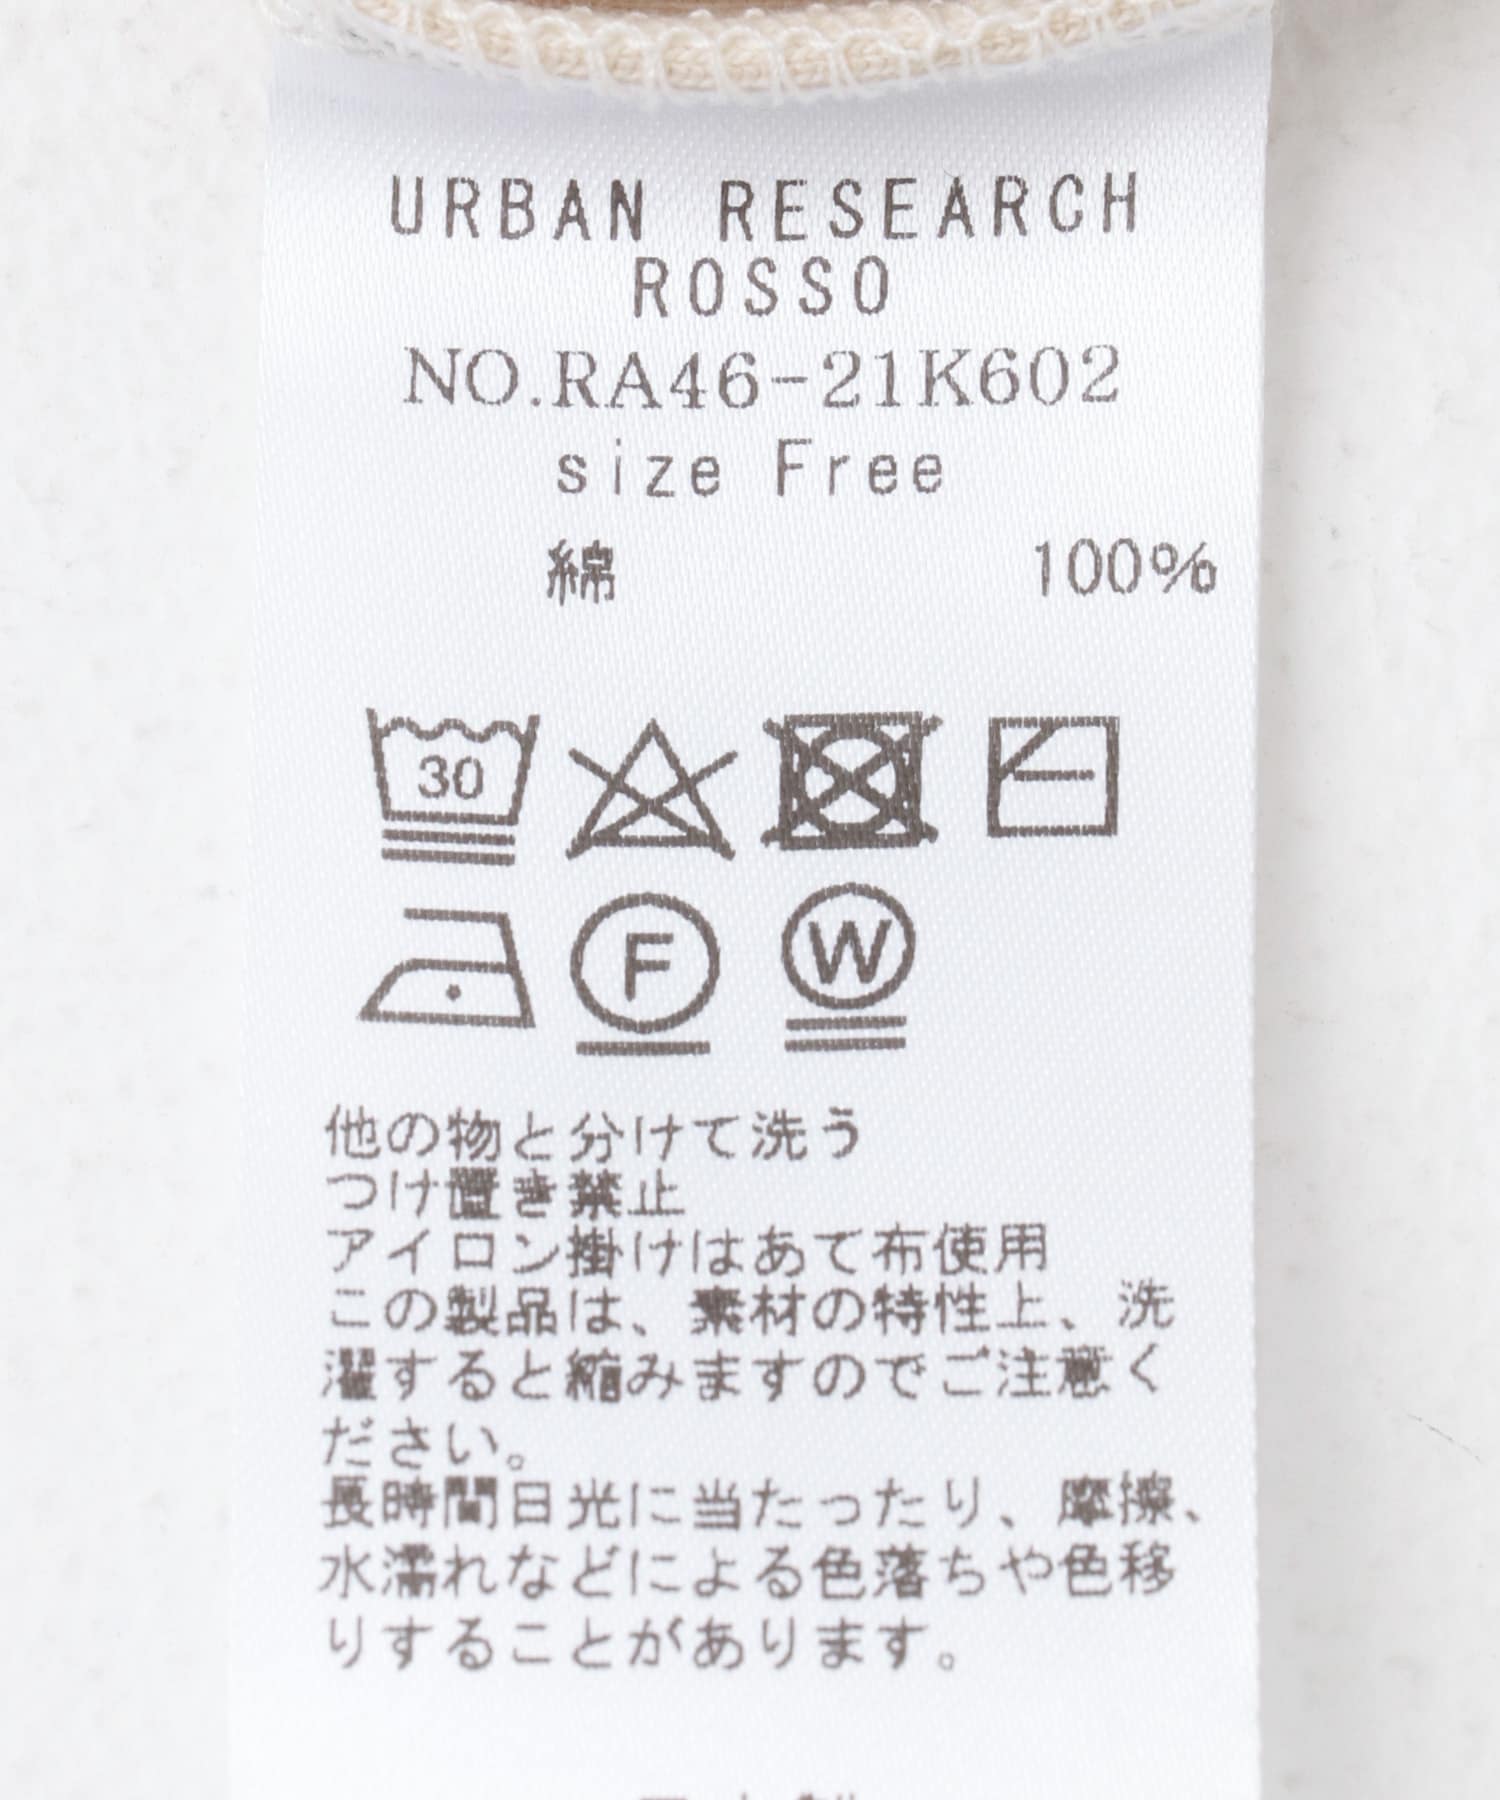 URBAN RESEARCH
ROSSO
NO.RA46-21K602
size Free
綿 100%
30
F W
他の物と分けて洗う
つけ置き禁止
アイロン掛けはあて布使用
この製品は、素材の特性上、洗
濯すると縮みますのでご注意く
ださい。
長時間日光に当たったり、摩擦、
水濡れなどによる色落ちや色移
りすることがあります。